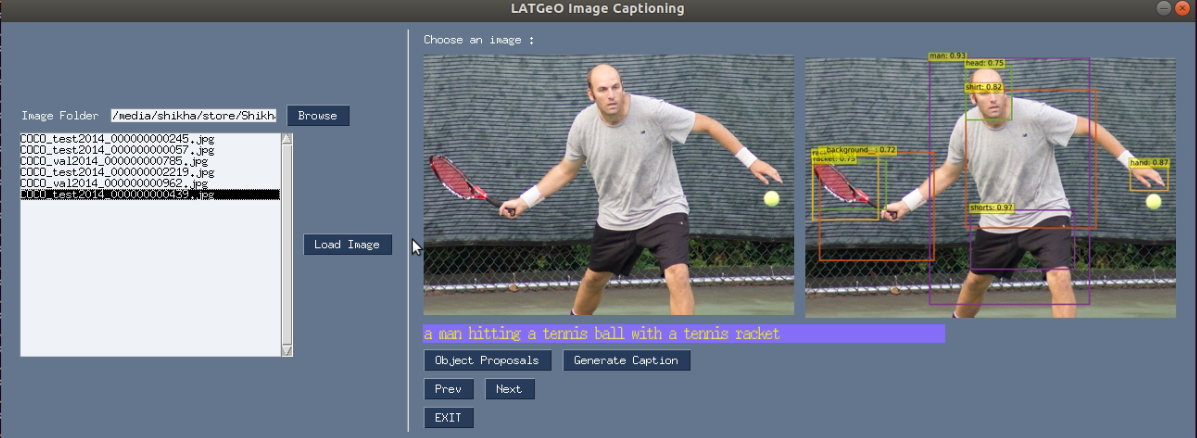 LATGeO Image Captioning
Choose an image :
Image Folder /media/shikha/store/Shikh Browse
COCO_test2014_000000000245.jpg
COCO_test2014_000000000057.jpg
COCO_val2014_000000000785.jpg
COCO_test2014_000000002219.jpg
COCO_val2014_000000000962.jpg
COCO_test2014_000000000439.jpg
Load Image
man: 0.93
head: 0.75
shirt: 0.82
background : 0.72
racket: 0.75
hand: 0.87
shorts: 0.97
a man hitting a tennis ball with a tennis racket
Object Proposals Generate Caption
Prev Next
EXIT